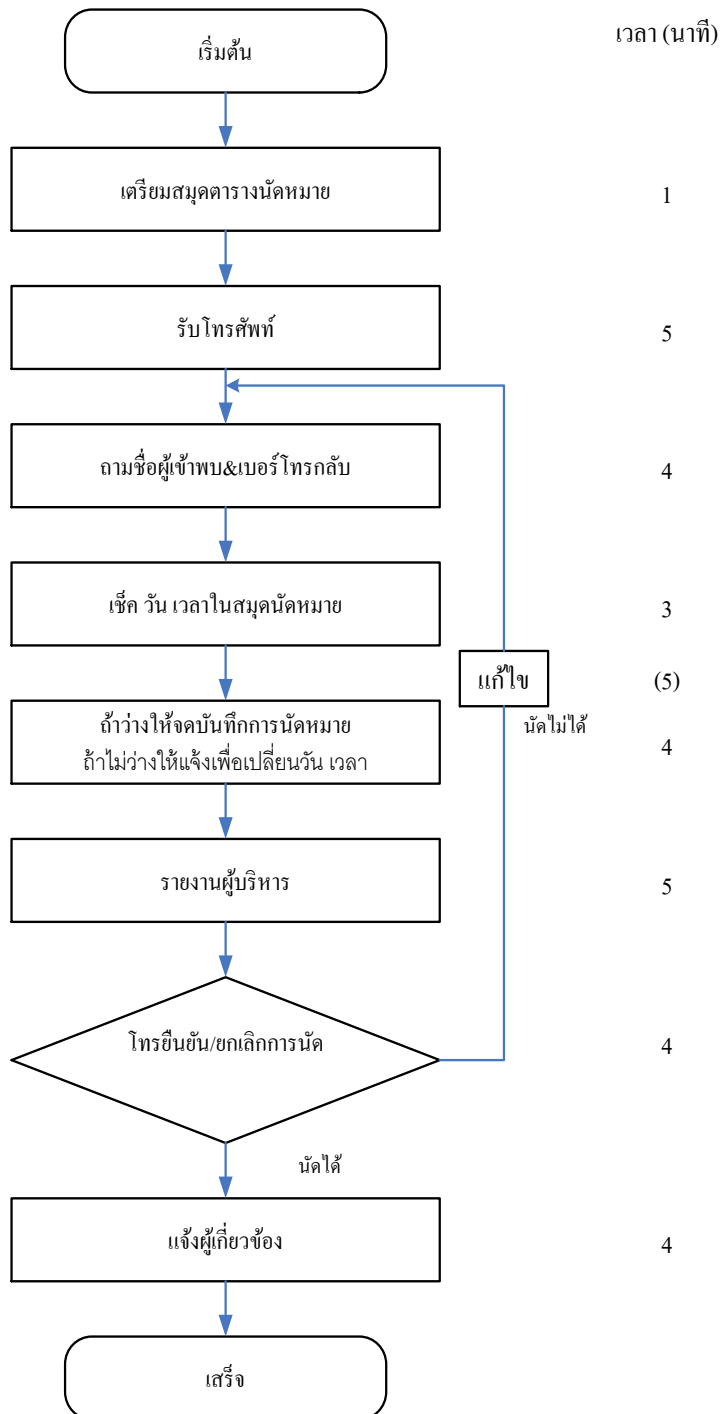 เริ่มต้น
เวลา (นาที)
เตรียมสมุดตารางนัดหมาย
1
รับโทรศัพท์
5
ถามชื่อผู้เข้าพบ&เบอร์โทรกลับ
4
เช็ค วัน เวลาในสมุดนัดหมาย
3
แก้ไข
(5)
นัดไม่ได้
ถ้าว่างให้จดบันทึกการนัดหมาย
ถ้าไม่ว่างให้แจ้งเพื่อเปลี่ยนวัน เวลา
4
รายงานผู้บริหาร
5
โทรยืนยัน/ยกเลิกการนัด
4
นัดได้
แจ้งผู้เกี่ยวข้อง
4
เสร็จ